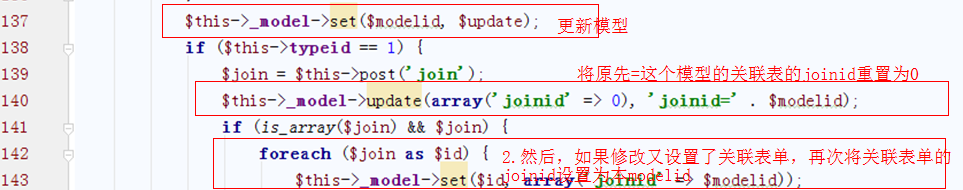 137 $this->_model->set($modelid, $update);
更新模型
138 if ($this->typeid == 1) {
139 $join = $this->post('join');
将原先=这个模型的关联表的joinid重置为0
140 $this->_model->update(array('joinid' => 0), 'joinid=' . $modelid);
141 if (is_array($join) && $join) {
142 foreach ($join as $id) {
2.然后，如果修改又设置了关联表单，再次将关联表单的
joinid设置为本modelid
143 $this->_model->set($id, array('joinid' => $modelid));